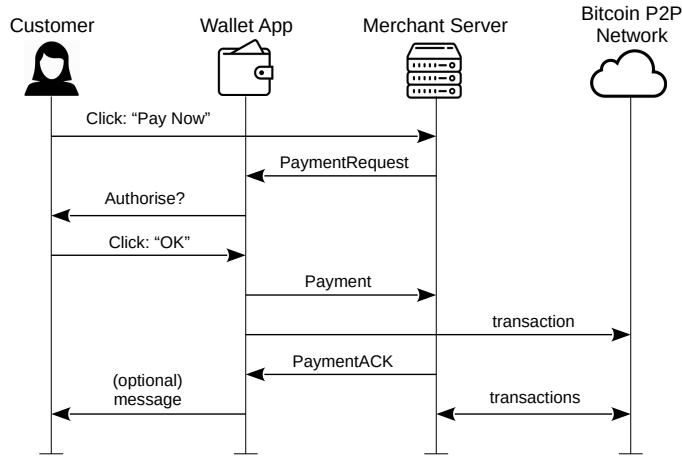 Customer
Wallet App
Merchant Server
Bitcoin P2P
Network
Click: “Pay Now”
PaymentRequest
Authorise?
Click: “OK”
Payment
transaction
PaymentACK
(optional)
message
transactions